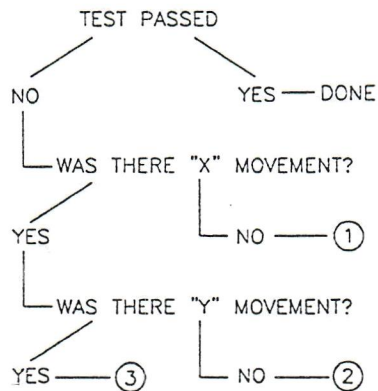 TEST PASSED
NO YES DONE
WAS THERE "X" MOVEMENT?
YES NO 1
WAS THERE "Y" MOVEMENT?
YES 3 NO 2